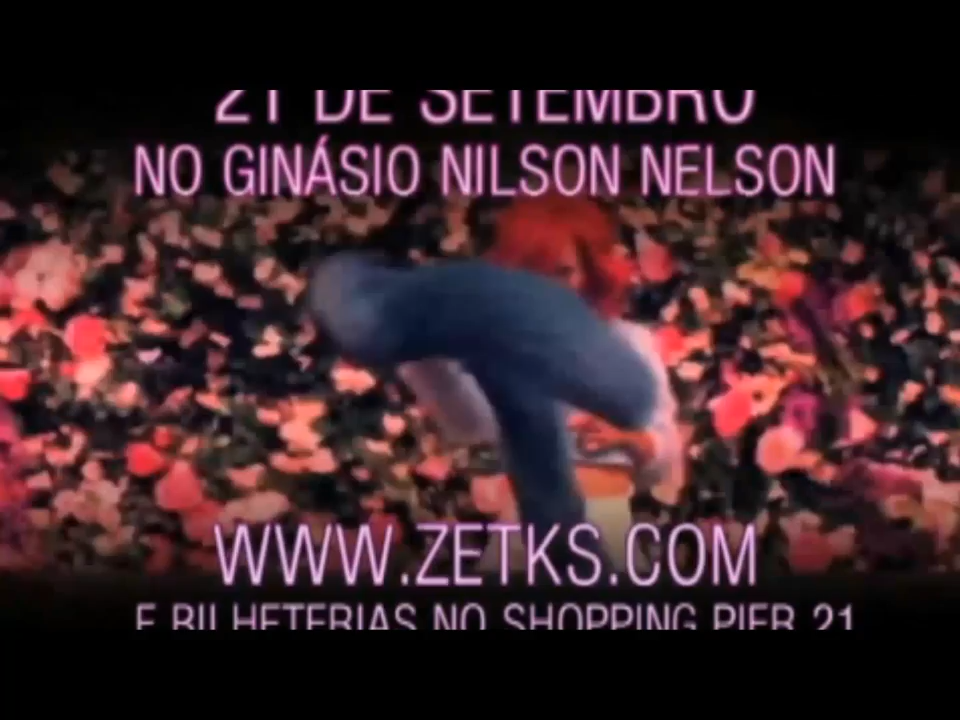 21 DE SETEMBRO
NO GINÁSIO NILSON NELSON
WWW.ZETKS.COM
E BILHETERIAS NO SHOPPING PIER 21